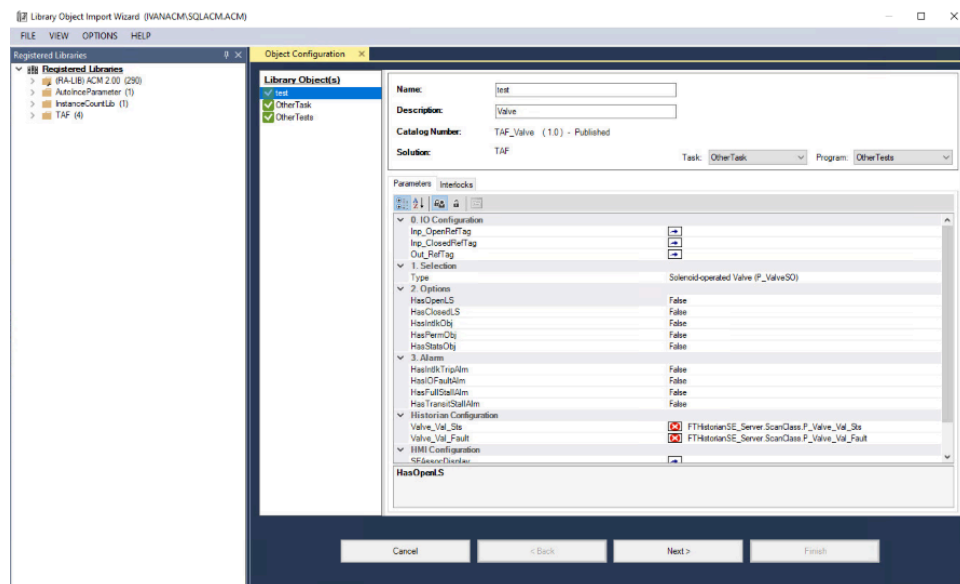 Library Object Import Wizard (IVANACM\SQLACM.ACM)
FILE VIEW OPTIONS HELP
Registered Libraries
Registered Libraries
(RA-LIB) ACM 2.00 (290)
AutoInceParameter (1)
InstanceCountLib (1)
TAF (4)
Object Configuration
Library Object(s)
test
OtherTask
OtherTests
Name: test
Description: Valve
Catalog Number: TAF_Valve (1.0) - Published
Solution: TAF
Task: OtherTask Program: OtherTests
Parameters Interlocks
0. IO Configuration
Inp_OpenRefTag
Inp_ClosedRefTag
Out_RefTag
1. Selection
Type Solenoid-operated Valve (P_ValveSO)
2. Options
HasOpenLS False
HasClosedLS False
HasIntlkObj False
HasPermObj False
HasStatsObj False
3. Alarm
HasIntlkTripAlm False
HasIOFaultAlm False
HasFullStallAlm False
HasTransitStallAlm False
Historian Configuration
Valve_Val_Sts FTHistorianSE_Server.ScanClass.P_Valve_Val_Sts
Valve_Val_Fault FTHistorianSE_Server.ScanClass.P_Valve_Val_Fault
HMI Configuration
SEAssocDisplay
HasOpenLS
Cancel < Back Next > Finish